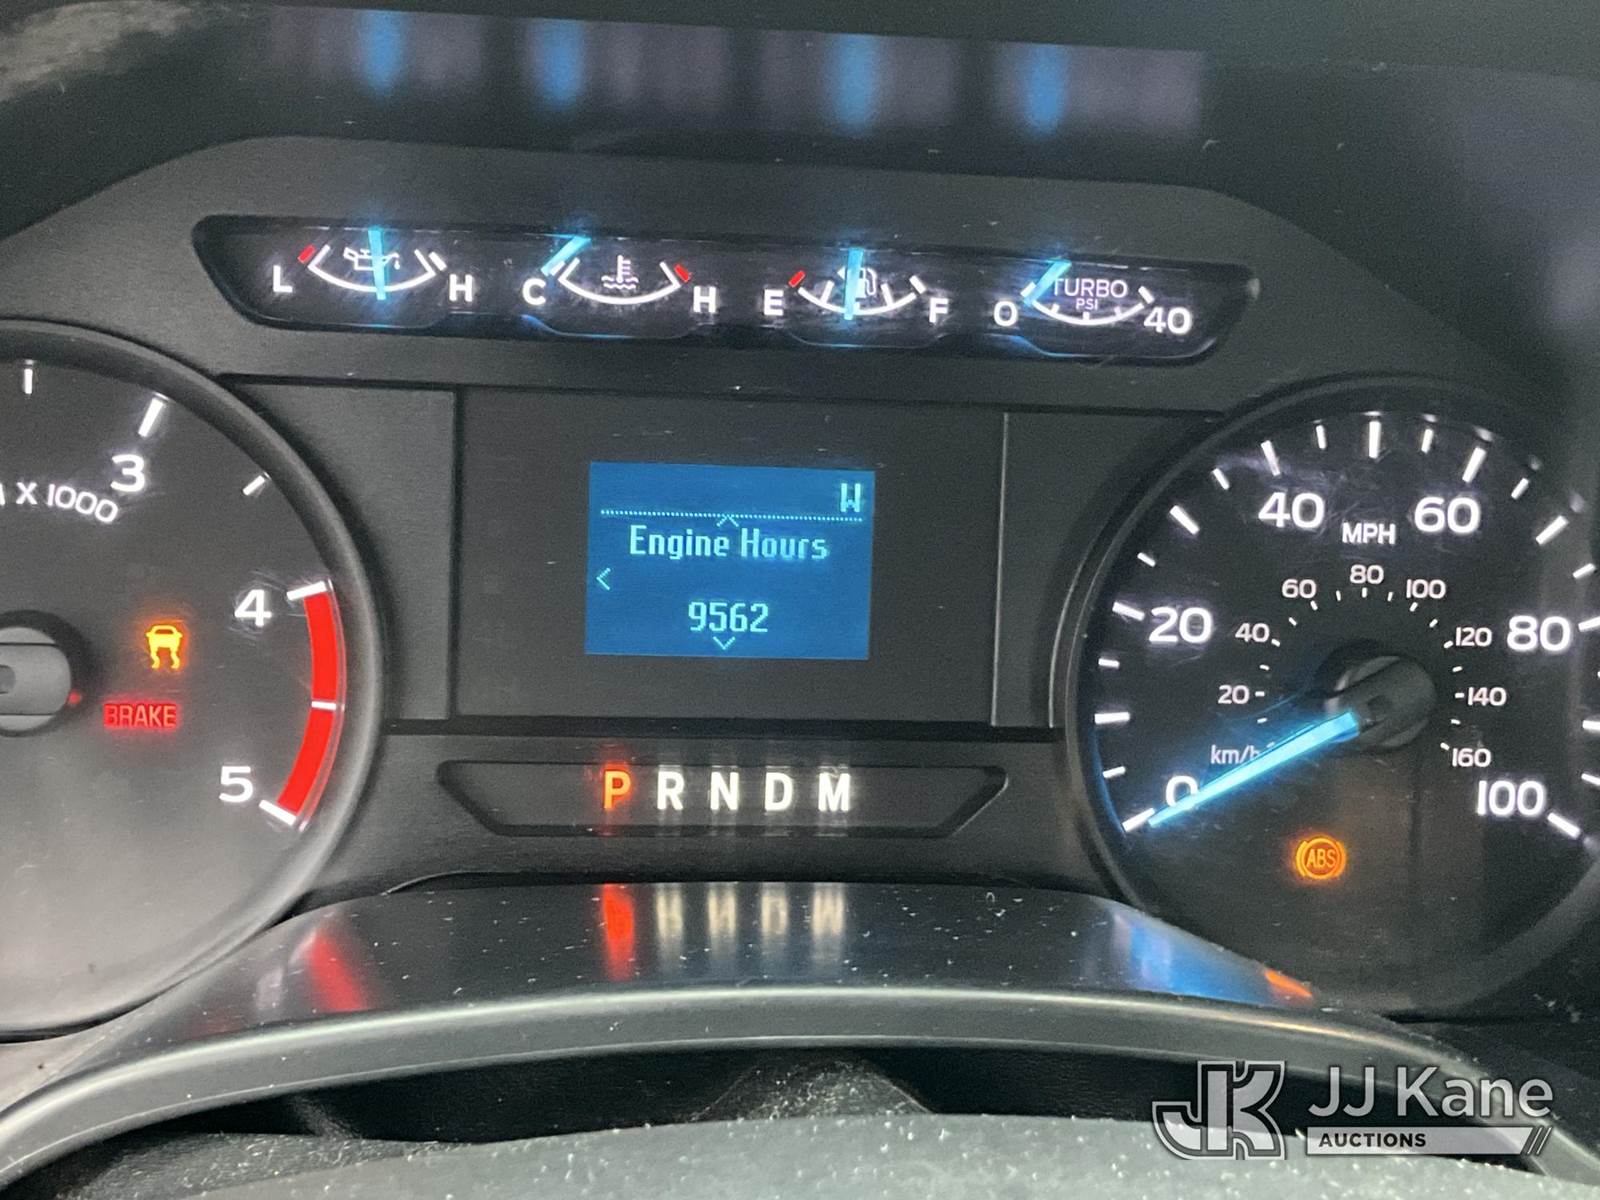 L H C H E F O TURBO PSI 40
3
X 1000
4
5
BRAKE
W
Engine Hours
9562
P R N D M
0 20 40 60 80 100
MPH
20 40 60 80 100 120 140 160
km/h
ABS
JK
JJ Kane
AUCTIONS